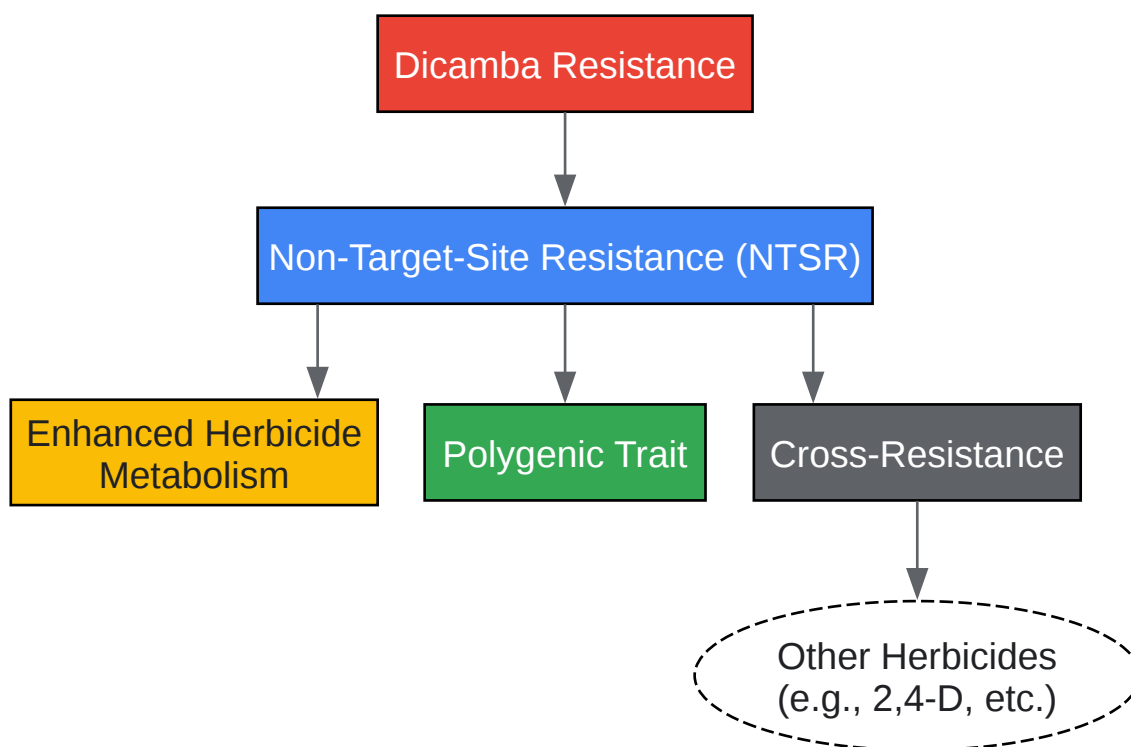 Dicamba Resistance
Non-Target-Site Resistance (NTSR)
Enhanced Herbicide
Metabolism
Polygenic Trait
Cross-Resistance
Other Herbicides
(e.g., 2,4-D, etc.)